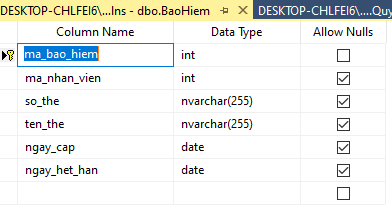 DESKTOP-CHLFEI6\...Ins - dbo.BaoHiem DESKTOP-CHLFEI6\....Quy
Column Name Data Type Allow Nulls
ma_bao_hiem int
ma_nhan_vien int
so_the nvarchar(255)
ten_the nvarchar(255)
ngay_cap date
ngay_het_han date